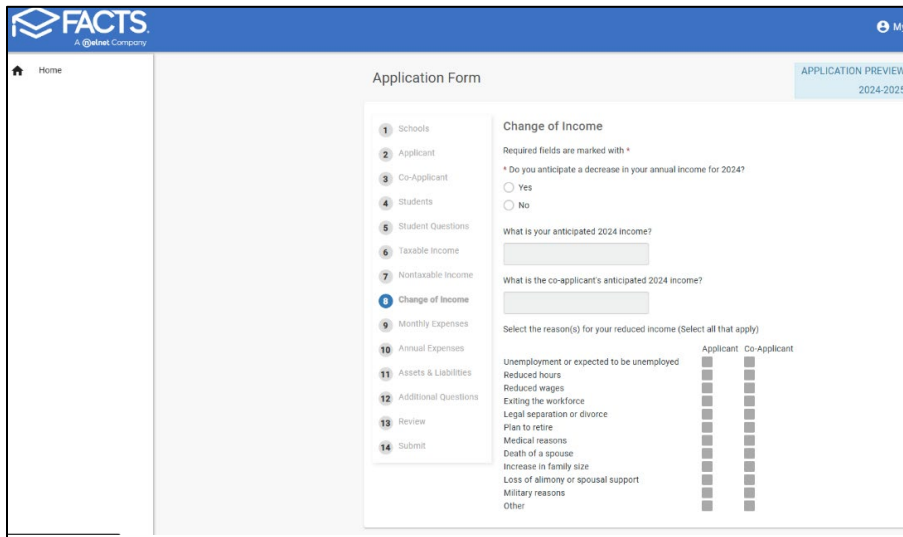 FACTS.
A @elnet Company
My
Home
Application Form
APPLICATION PREVIEW
2024-2025
1 Schools
2 Applicant
3 Co-Applicant
4 Students
5 Student Questions
6 Taxable Income
7 Nontaxable Income
8 Change of Income
9 Monthly Expenses
10 Annual Expenses
11 Assets & Liabilities
12 Additional Questions
13 Review
14 Submit
Change of Income
Required fields are marked with *
* Do you anticipate a decrease in your annual income for 2024?
Yes
No
What is your anticipated 2024 income?
What is the co-applicant's anticipated 2024 income?
Select the reason(s) for your reduced income (Select all that apply)
Applicant Co-Applicant
Unemployment or expected to be unemployed
Reduced hours
Reduced wages
Exiting the workforce
Legal separation or divorce
Plan to retire
Medical reasons
Death of a spouse
Increase in family size
Loss of alimony or spousal support
Military reasons
Other